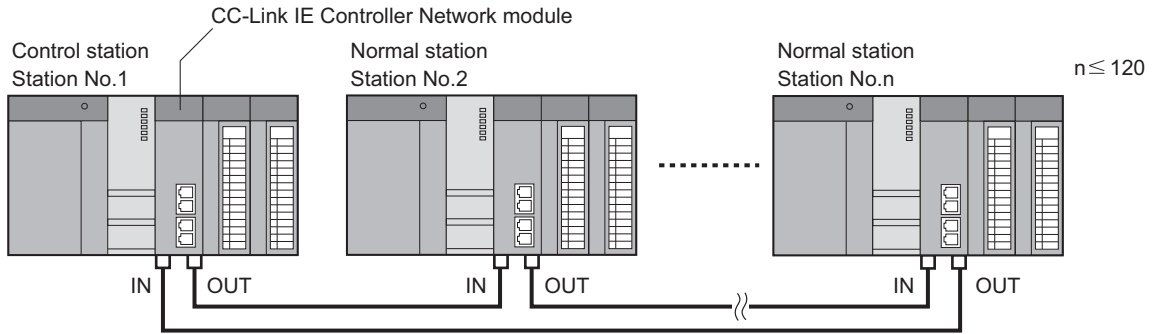 CC-Link IE Controller Network module
Control station
Station No.1
Normal station
Station No.2
Normal station
Station No.n
n≦120
IN
OUT
IN
OUT
IN
OUT